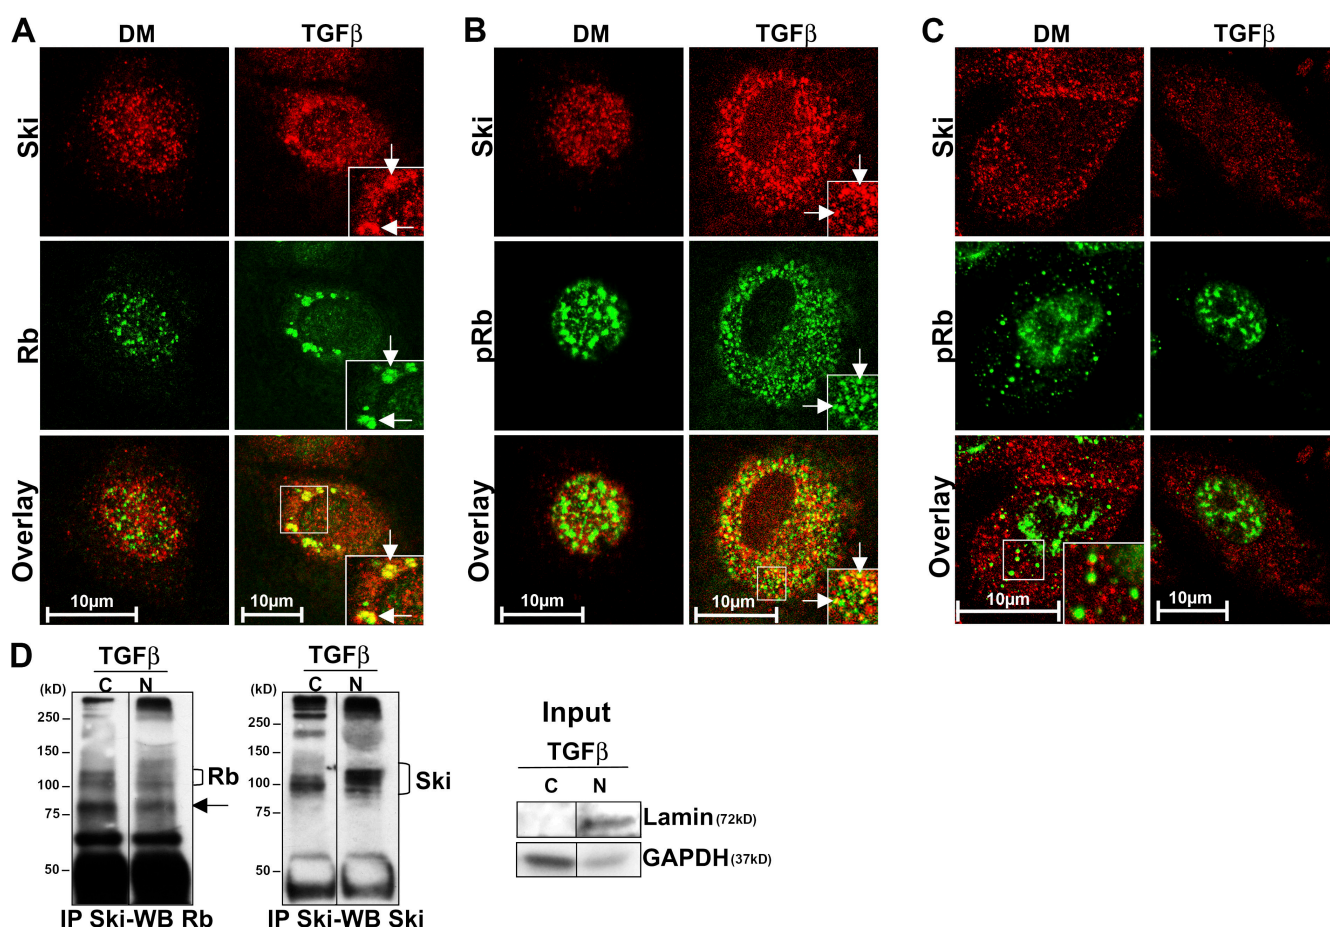 A
DM
TGFβ
Ski
Rb
Overlay
10μm
10μm
B
DM
TGFβ
Ski
pRb
Overlay
10μm
10μm
C
DM
TGFβ
Ski
pRb
Overlay
10μm
10μm
D
TGFβ
(kD)
C N
250
150
100
75
50
Rb
IP Ski-WB Rb
TGFβ
(kD)
C N
250
150
100
75
50
Ski
IP Ski-WB Ski
Input
TGFβ
C N
Lamin(72kD)
GAPDH(37kD)